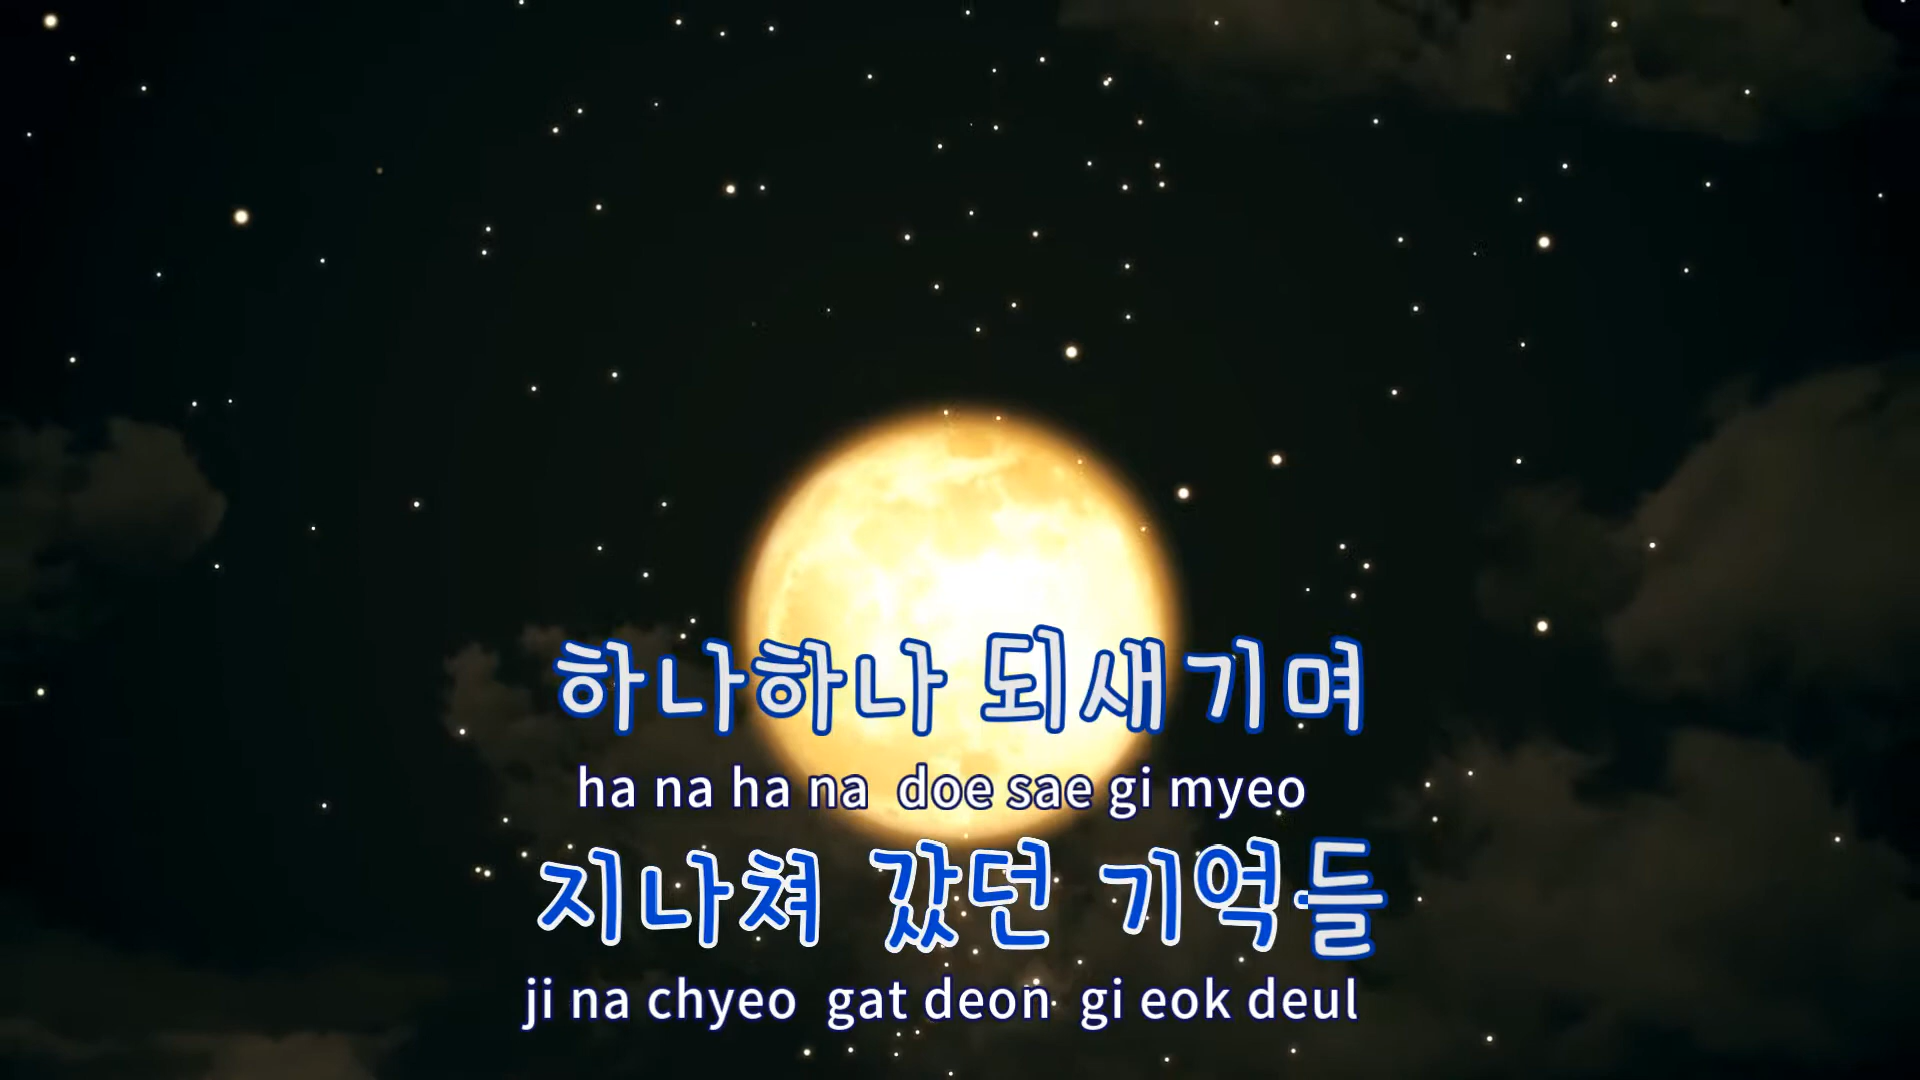 하나하나 되새기며
ha na ha na doe sae gi myeo
지나쳐 갔던 기억들
ji na chyeo gat deon gi eok deul